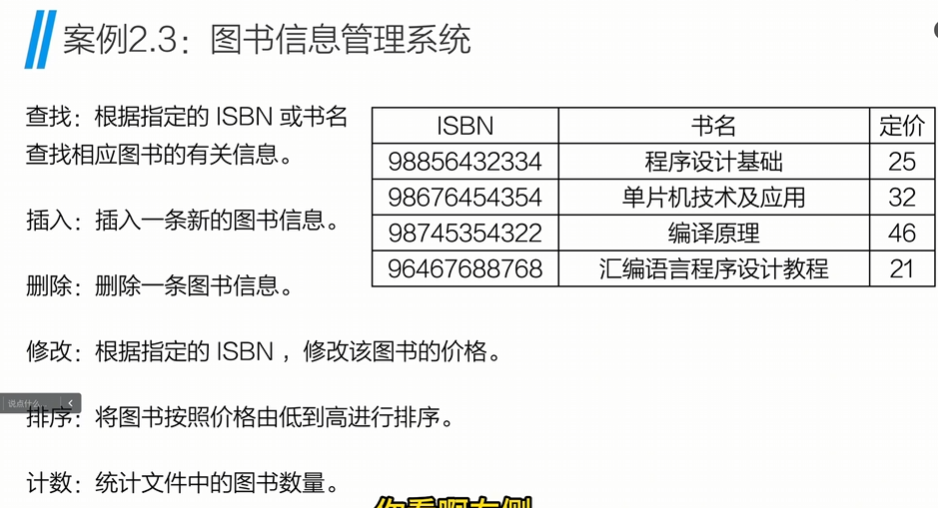 案例2.3：图书信息管理系统
查找：根据指定的 ISBN 或书名
查找相应图书的有关信息。
插入：插入一条新的图书信息。
删除：删除一条图书信息。
ISBN 书名 定价
98856432334 程序设计基础 25
98676454354 单片机技术及应用 32
98745354322 编译原理 46
96467688768 汇编语言程序设计教程 21
修改：根据指定的 ISBN ，修改该图书的价格。
说点什么...
排序：将图书按照价格由低到高进行排序。
计数：统计文件中的图书数量。
你看啊左侧